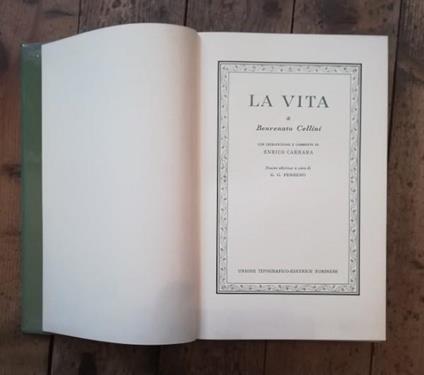 LA VITA
di
Benvenuto Cellini
CON INTRODUZIONE E COMMENTO DI
ENRICO CARRARA
Nuova edizione a cura di
G. G. FERRERO
UNIONE TIPOGRAFICO-EDITRICE TORINESE